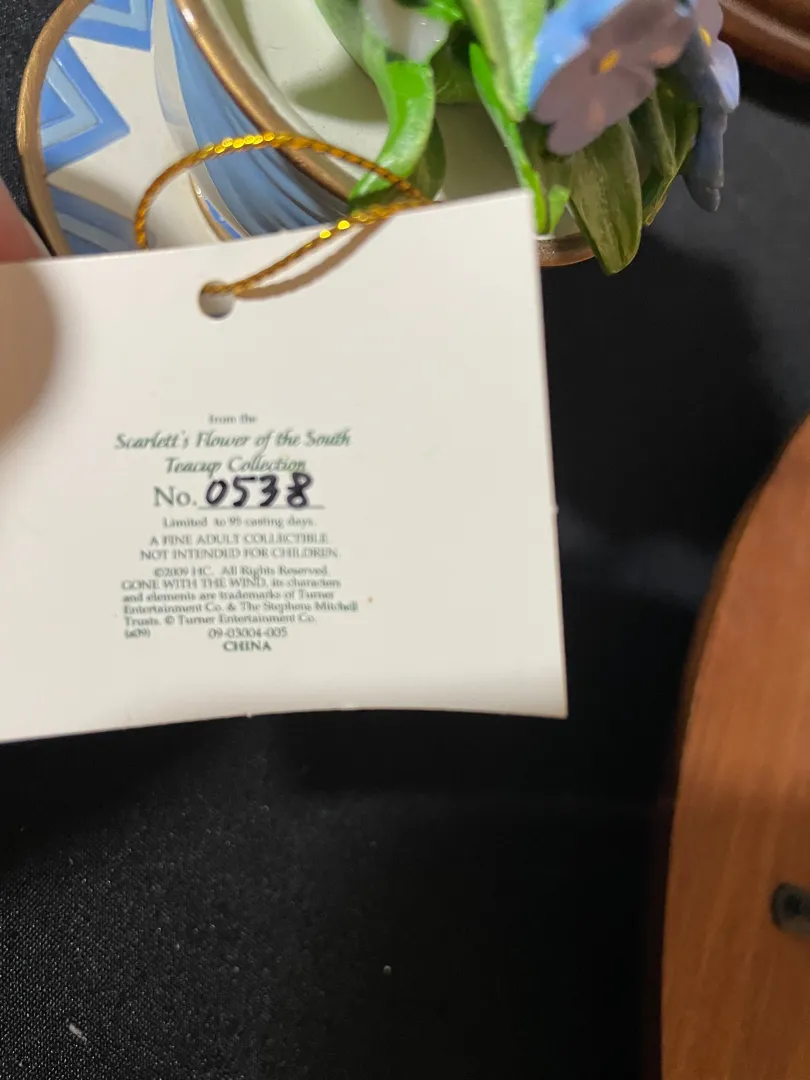 from the
Scarlett's Flower of the South
Teacup Collection
No. 0538
Limited to 95 casting days.
A FINE ADULT COLLECTIBLE
NOT INTENDED FOR CHILDREN.
©2009 HC. All Rights Reserved.
GONE WITH THE WIND, its characters
and elements are trademarks of Turner
Entertainment Co. & The Stephens Mitchell
Trusts. © Turner Entertainment Co.
(s09) 09-03004-005
CHINA